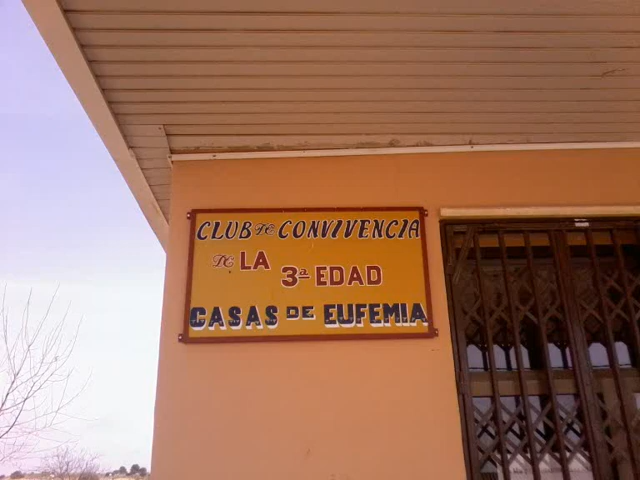 CLUB DE CONVIVENCIA
DE LA
3ª EDAD
CASAS DE EUFEMIA